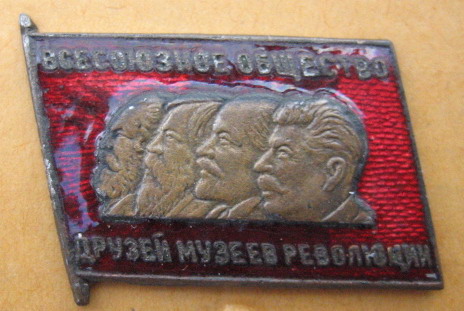 ВСЕСОЮЗНОЕ ОБЩЕСТВО
ДРУЗЕЙ МУЗЕЕВ РЕВОЛЮЦИИ